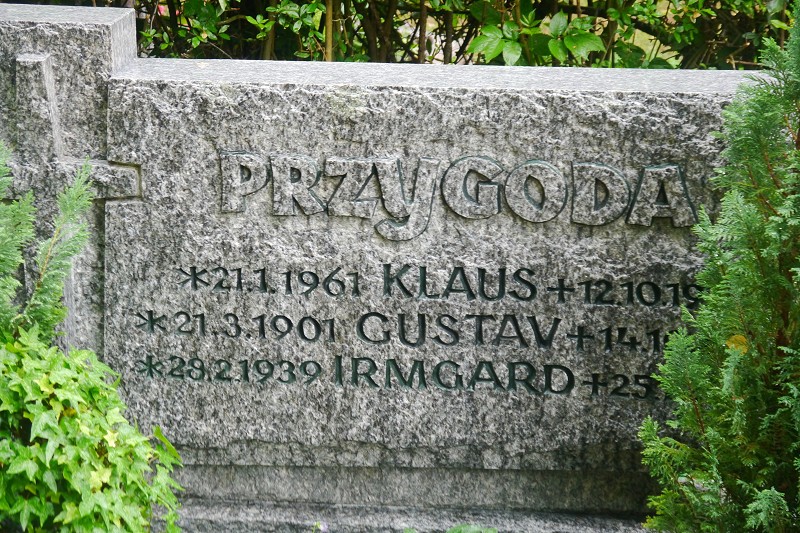 PRZYGODA
*21.1.1961 KLAUS +12.10.19
*21.3.1901 GUSTAV +14.1
*28.2.1939 IRMGARD +25